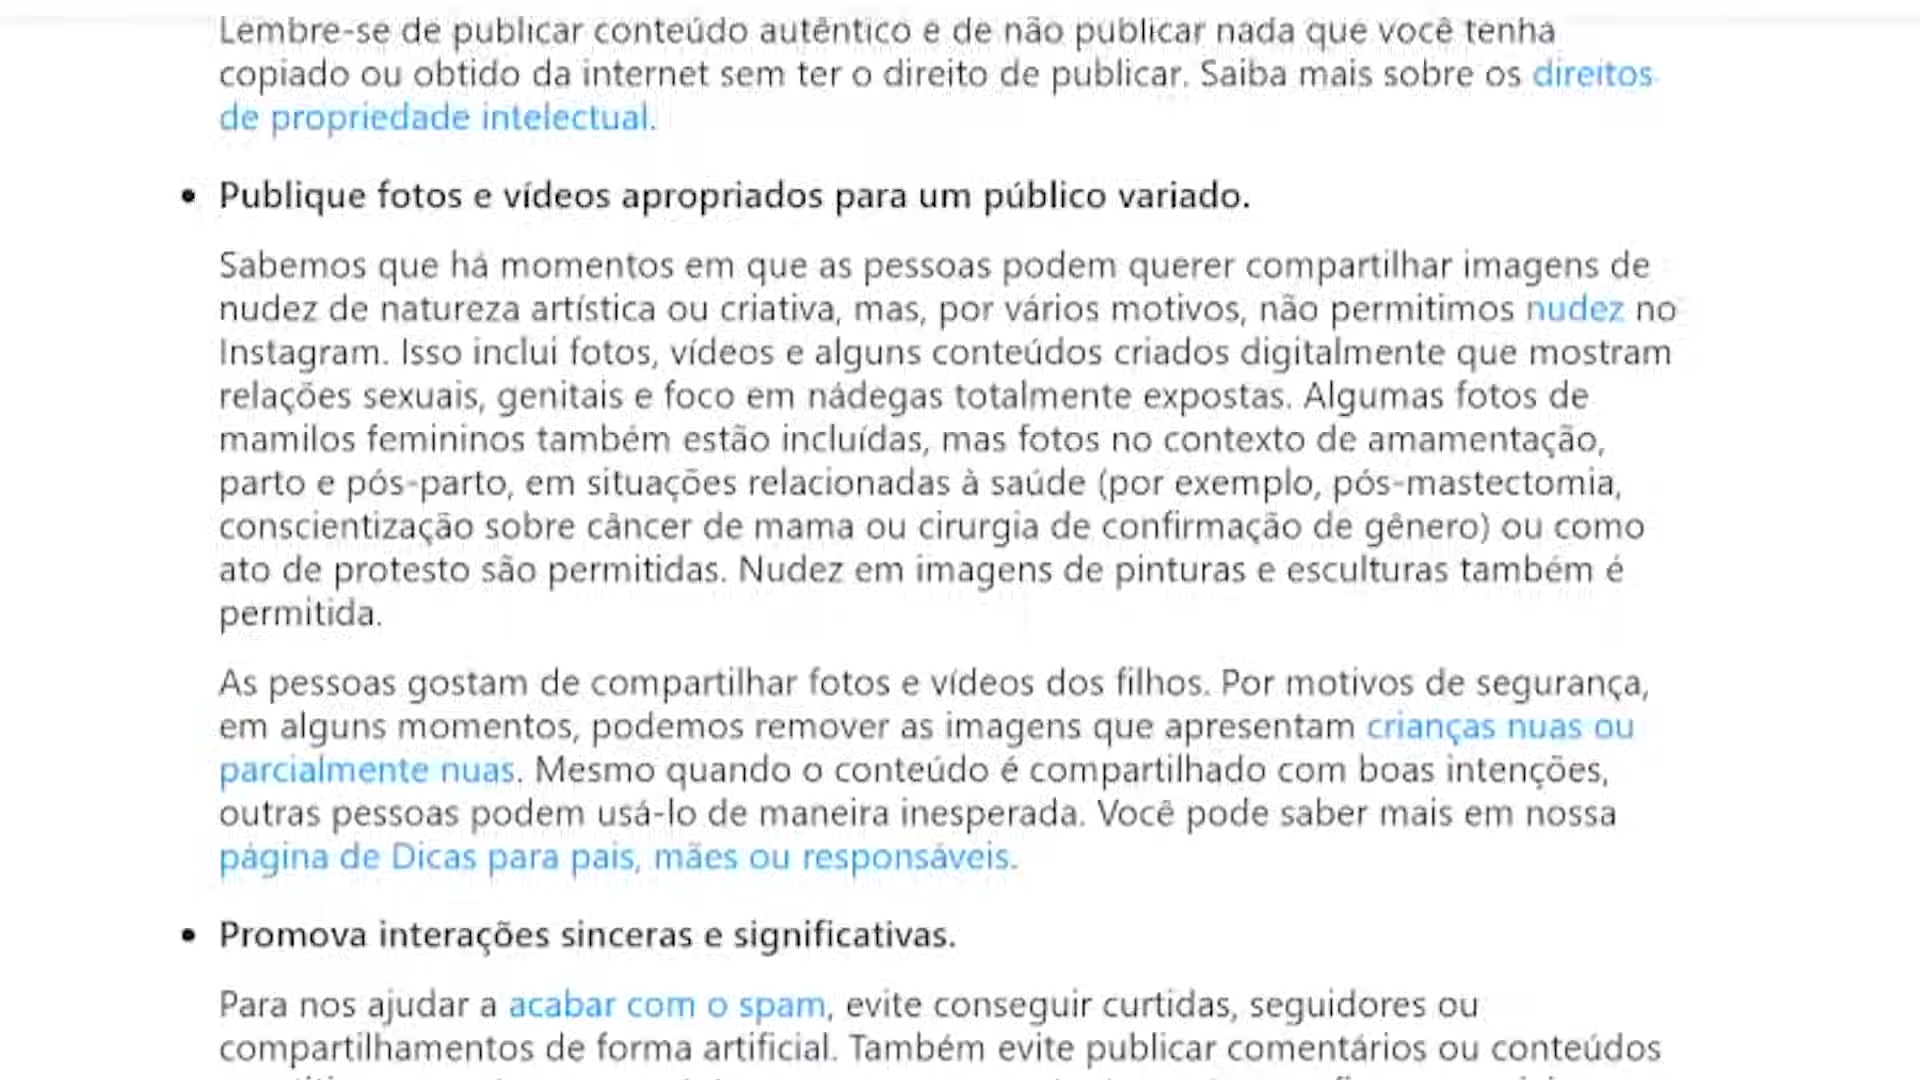 Lembre-se de publicar conteúdo autêntico e de não publicar nada que você tenha
copiado ou obtido da internet sem ter o direito de publicar. Saiba mais sobre os direitos
de propriedade intelectual.
• Publique fotos e vídeos apropriados para um público variado.
Sabemos que há momentos em que as pessoas podem querer compartilhar imagens de
nudez de natureza artística ou criativa, mas, por vários motivos, não permitimos nudez no
Instagram. Isso inclui fotos, vídeos e alguns conteúdos criados digitalmente que mostram
relações sexuais, genitais e foco em nádegas totalmente expostas. Algumas fotos de
mamilos femininos também estão incluídas, mas fotos no contexto de amamentação,
parto e pós-parto, em situações relacionadas à saúde (por exemplo, pós-mastectomia,
conscientização sobre câncer de mama ou cirurgia de confirmação de gênero) ou como
ato de protesto são permitidas. Nudez em imagens de pinturas e esculturas também é
permitida.
As pessoas gostam de compartilhar fotos e vídeos dos filhos. Por motivos de segurança,
em alguns momentos, podemos remover as imagens que apresentam crianças nuas ou
parcialmente nuas. Mesmo quando o conteúdo é compartilhado com boas intenções,
outras pessoas podem usá-lo de maneira inesperada. Você pode saber mais em nossa
página de Dicas para pais, mães ou responsáveis.
• Promova interações sinceras e significativas.
Para nos ajudar a acabar com o spam, evite conseguir curtidas, seguidores ou
compartilhamentos de forma artificial. Também evite publicar comentários ou conteúdos